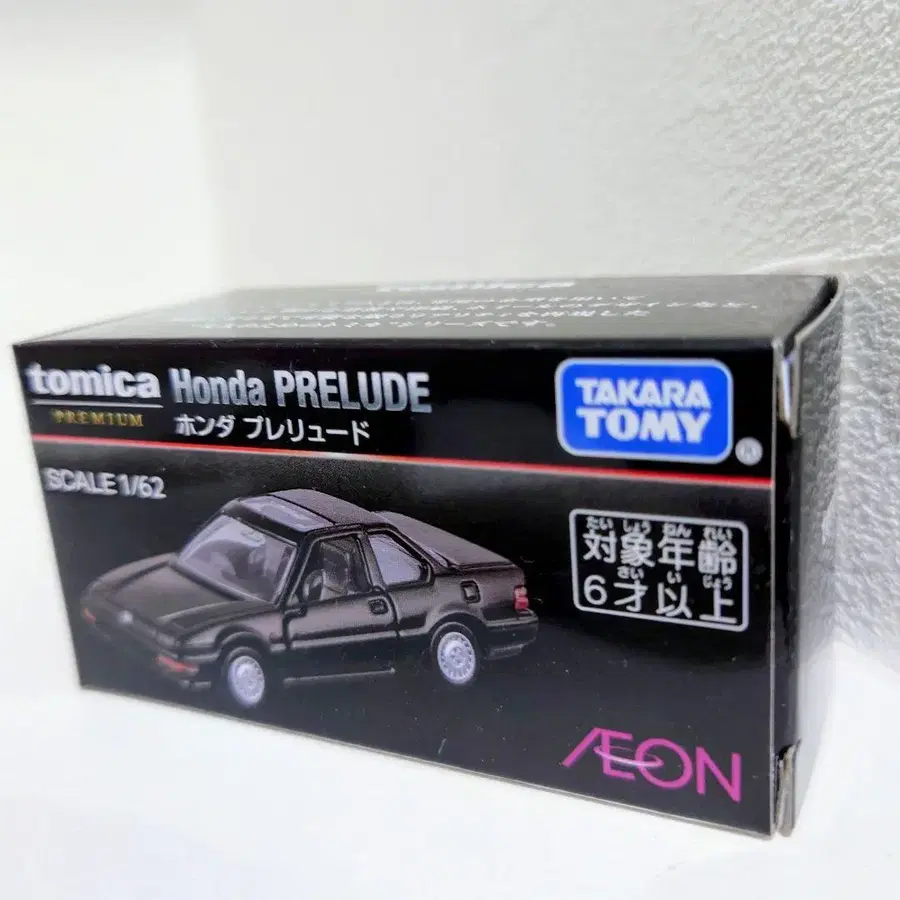 tomica
PREMIUM
Honda PRELUDE
ホンダ プレリュード
TAKARA
TOMY
®
SCALE 1/62
たい しょう ねん れい
対象年齢
さい い じょう
6才以上
ÆON